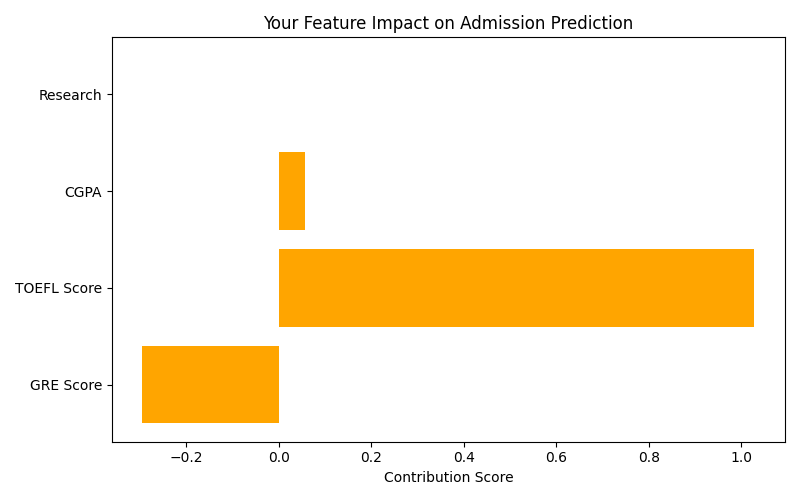 Your Feature Impact on Admission Prediction
Research
CGPA
TOEFL Score
GRE Score
−0.2 0.0 0.2 0.4 0.6 0.8 1.0
Contribution Score